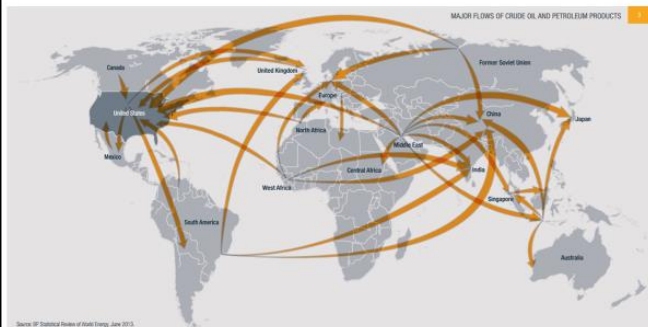 MAJOR FLOWS OF CRUDE OIL AND PETROLEUM PRODUCTS
3
Canada
United Kingdom
Former Soviet Union
Europe
United States
China
Japan
North Africa
Middle East
Mexico
India
West Africa
Central Africa
Singapore
South America
Australia
Source: BP Statistical Review of World Energy, June 2013.